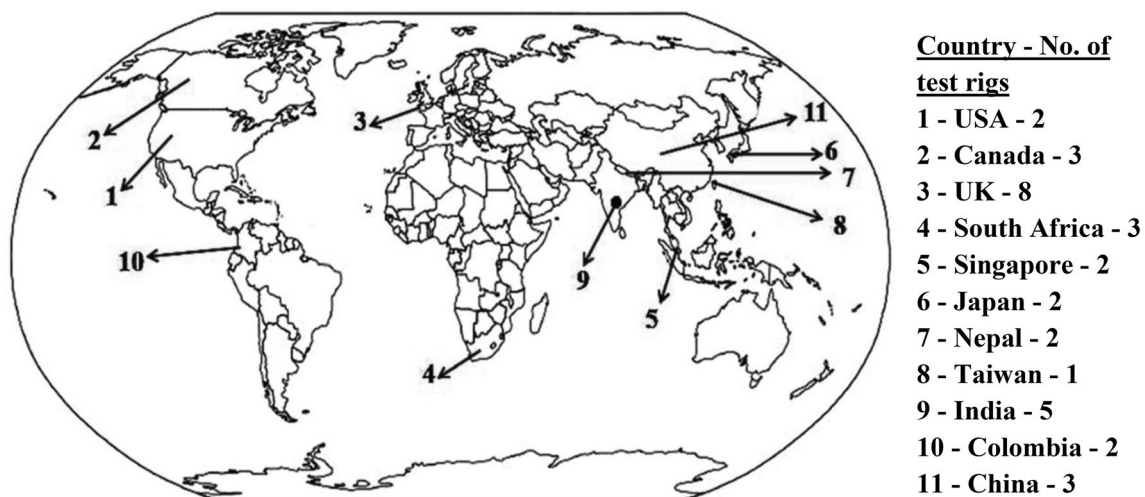 Country - No. of
test rigs
1 - USA - 2
2 - Canada - 3
3 - UK - 8
4 - South Africa - 3
5 - Singapore - 2
6 - Japan - 2
7 - Nepal - 2
8 - Taiwan - 1
9 - India - 5
10 - Colombia - 2
11 - China - 3
2
1
3
11
6
7
8
10
9
5
4